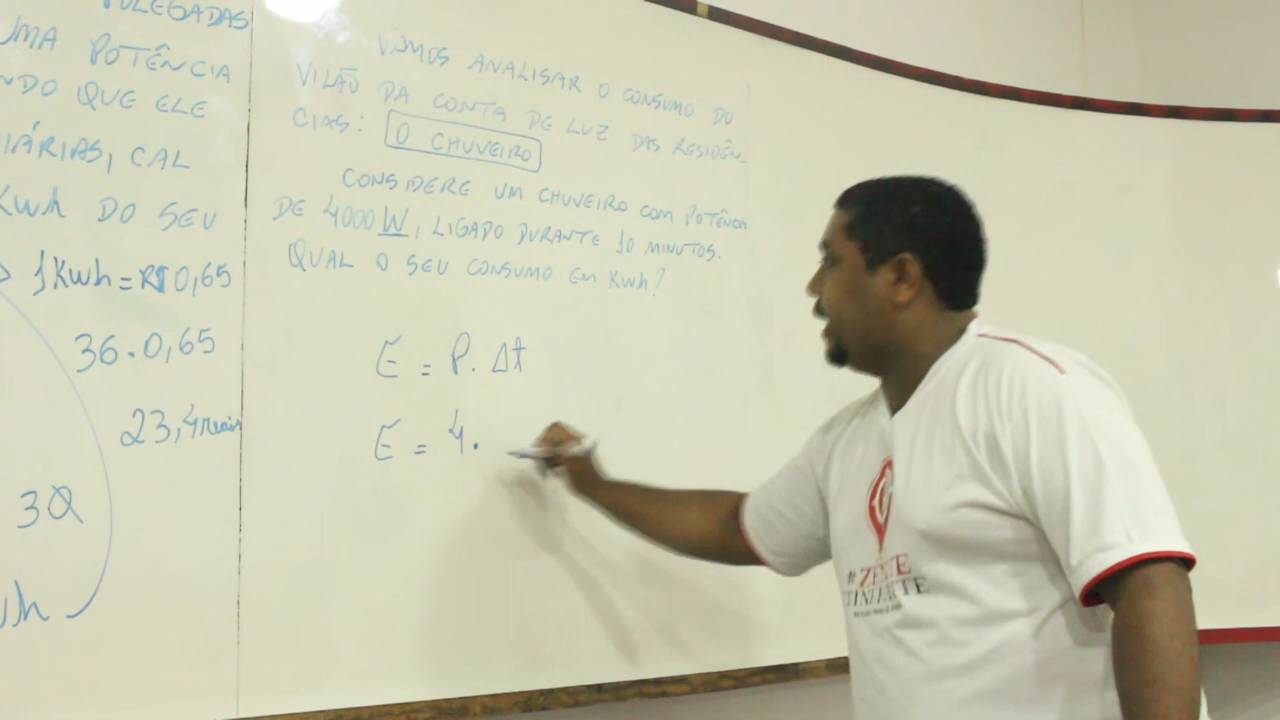 POLEGADAS
UMA POTÊNCIA
NDO QUE ELE
IÁRIAS, CAL
KWh DO SEU
1KWh = R$ 0,65
36.0,65
23,4 reais
30
Wh
VAMOS ANALISAR O CONSUMO DO
VILÃO DA CONTA DE LUZ DAS RESIDÊN-
CIAS: O CHUVEIRO
CONSIDERE UM CHUVEIRO COM POTÊNCIA
DE 4000 W, LIGADO DURANTE 10 MINUTOS.
QUAL O SEU CONSUMO EM KWh?
E = P. Δt
E = 4.